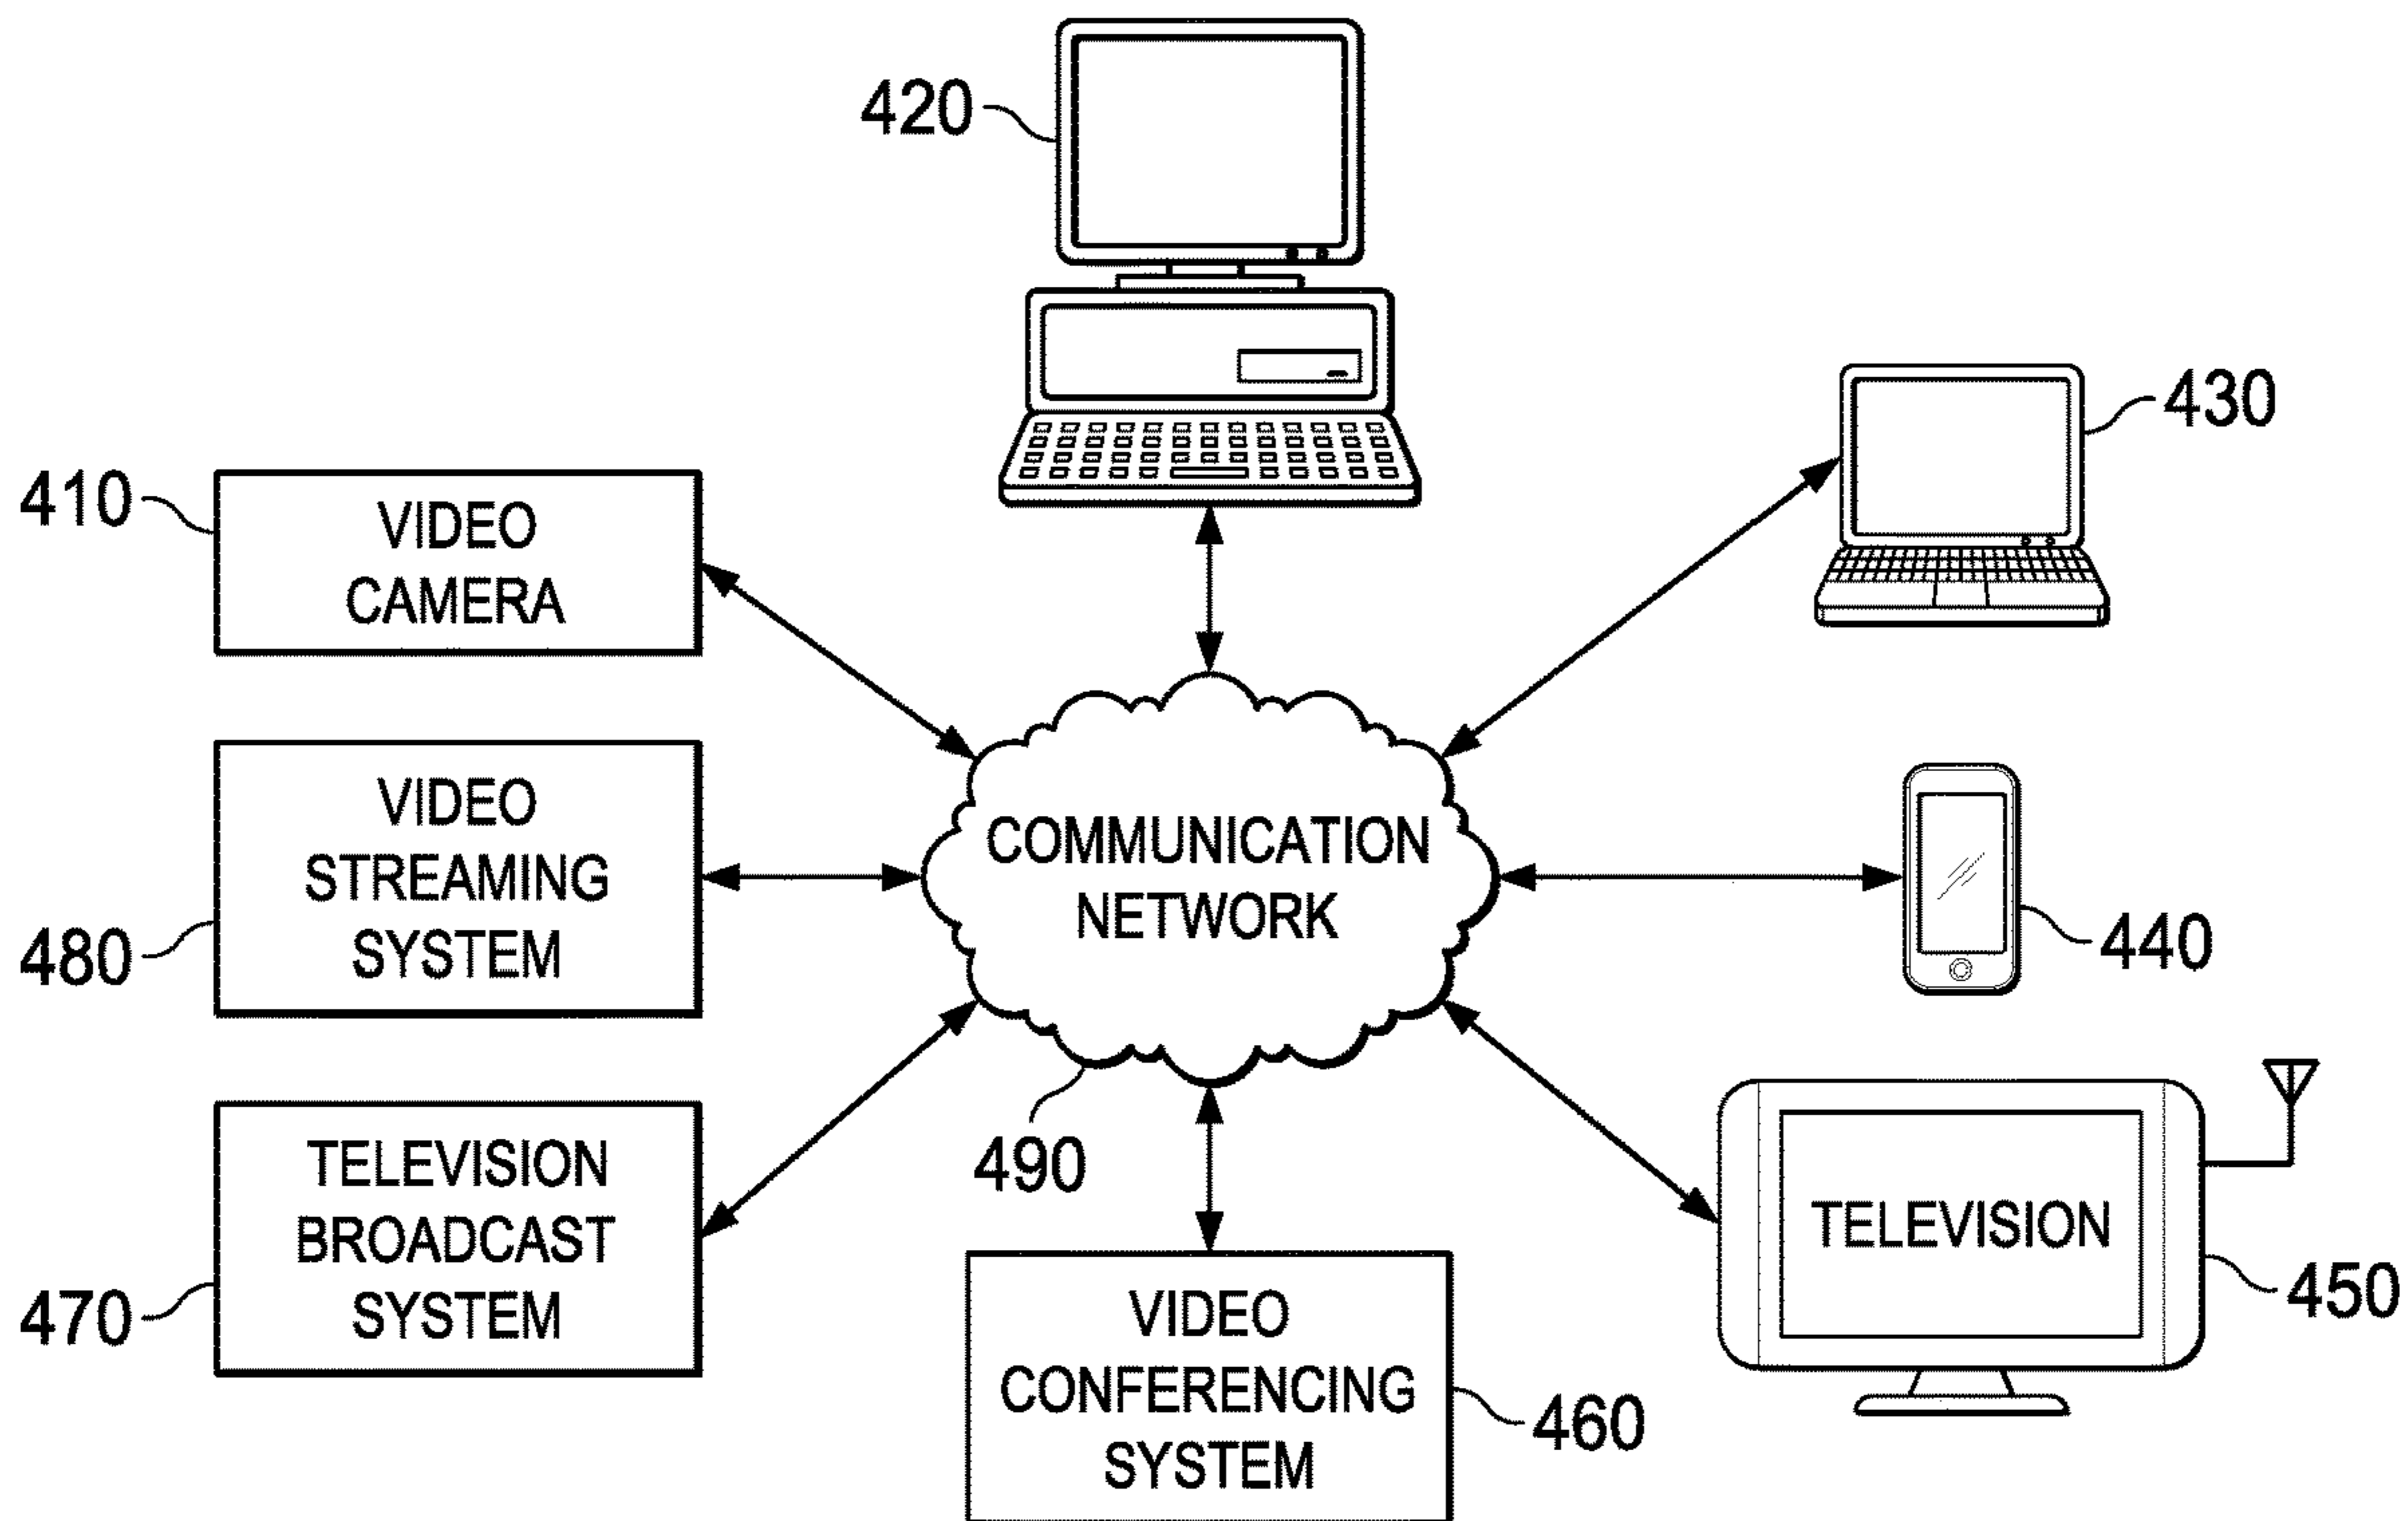 420
430
410
VIDEO
CAMERA
VIDEO
STREAMING
SYSTEM
480
COMMUNICATION
NETWORK
440
490
TELEVISION
BROADCAST
SYSTEM
470
TELEVISION
450
VIDEO
CONFERENCING
SYSTEM
460